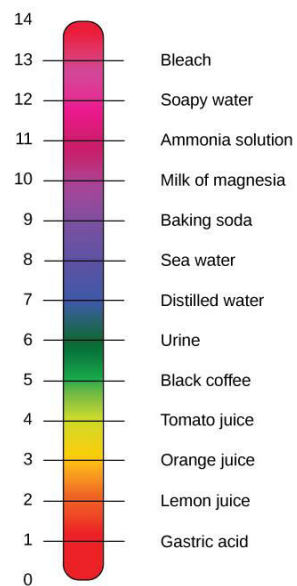 14
13 Bleach
12 Soapy water
11 Ammonia solution
10 Milk of magnesia
9 Baking soda
8 Sea water
7 Distilled water
6 Urine
5 Black coffee
4 Tomato juice
3 Orange juice
2 Lemon juice
1 Gastric acid
0